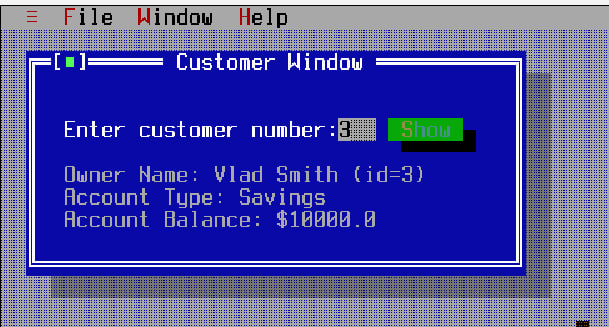 ≡ File Window Help
[■] Customer Window
Enter customer number:3 Show
Owner Name: Vlad Smith (id=3)
Account Type: Savings
Account Balance: $10000.0